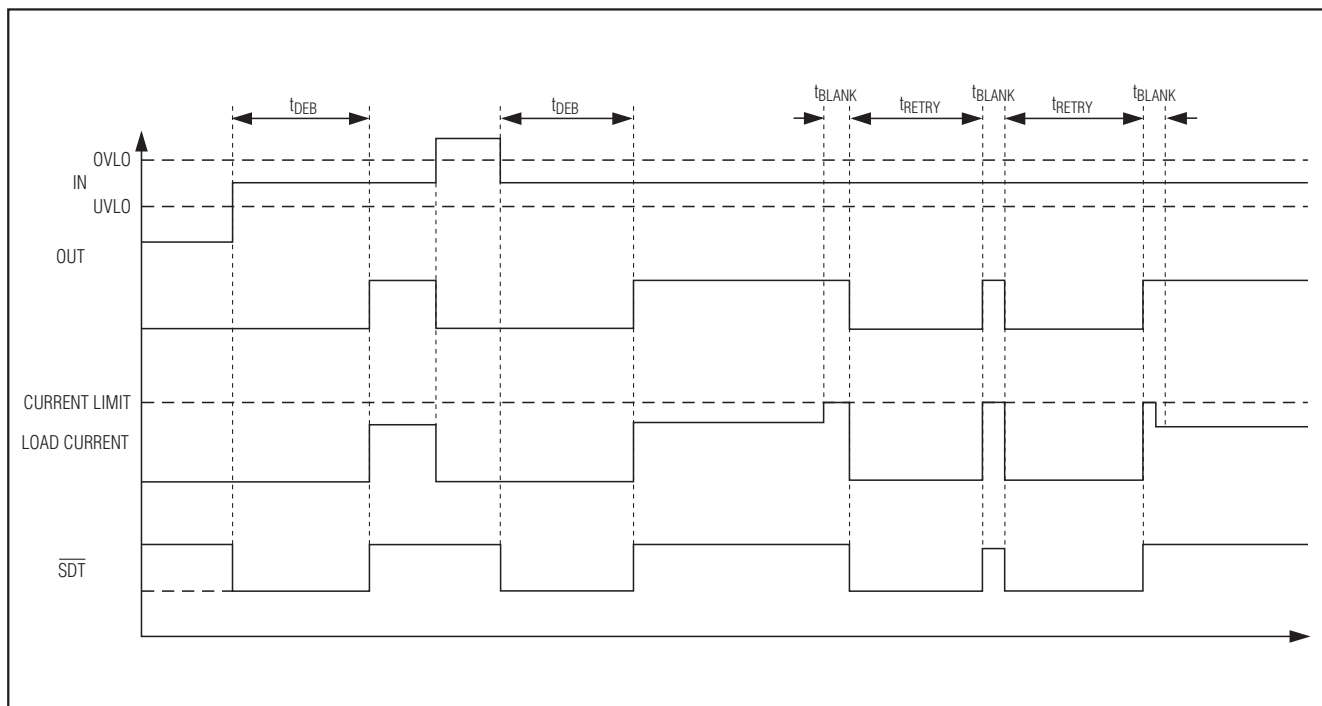 tBLANK tBLANK tBLANK
tDEB tDEB tRETRY tRETRY
OVLO
IN
UVLO
OUT
CURRENT LIMIT
LOAD CURRENT
SDT